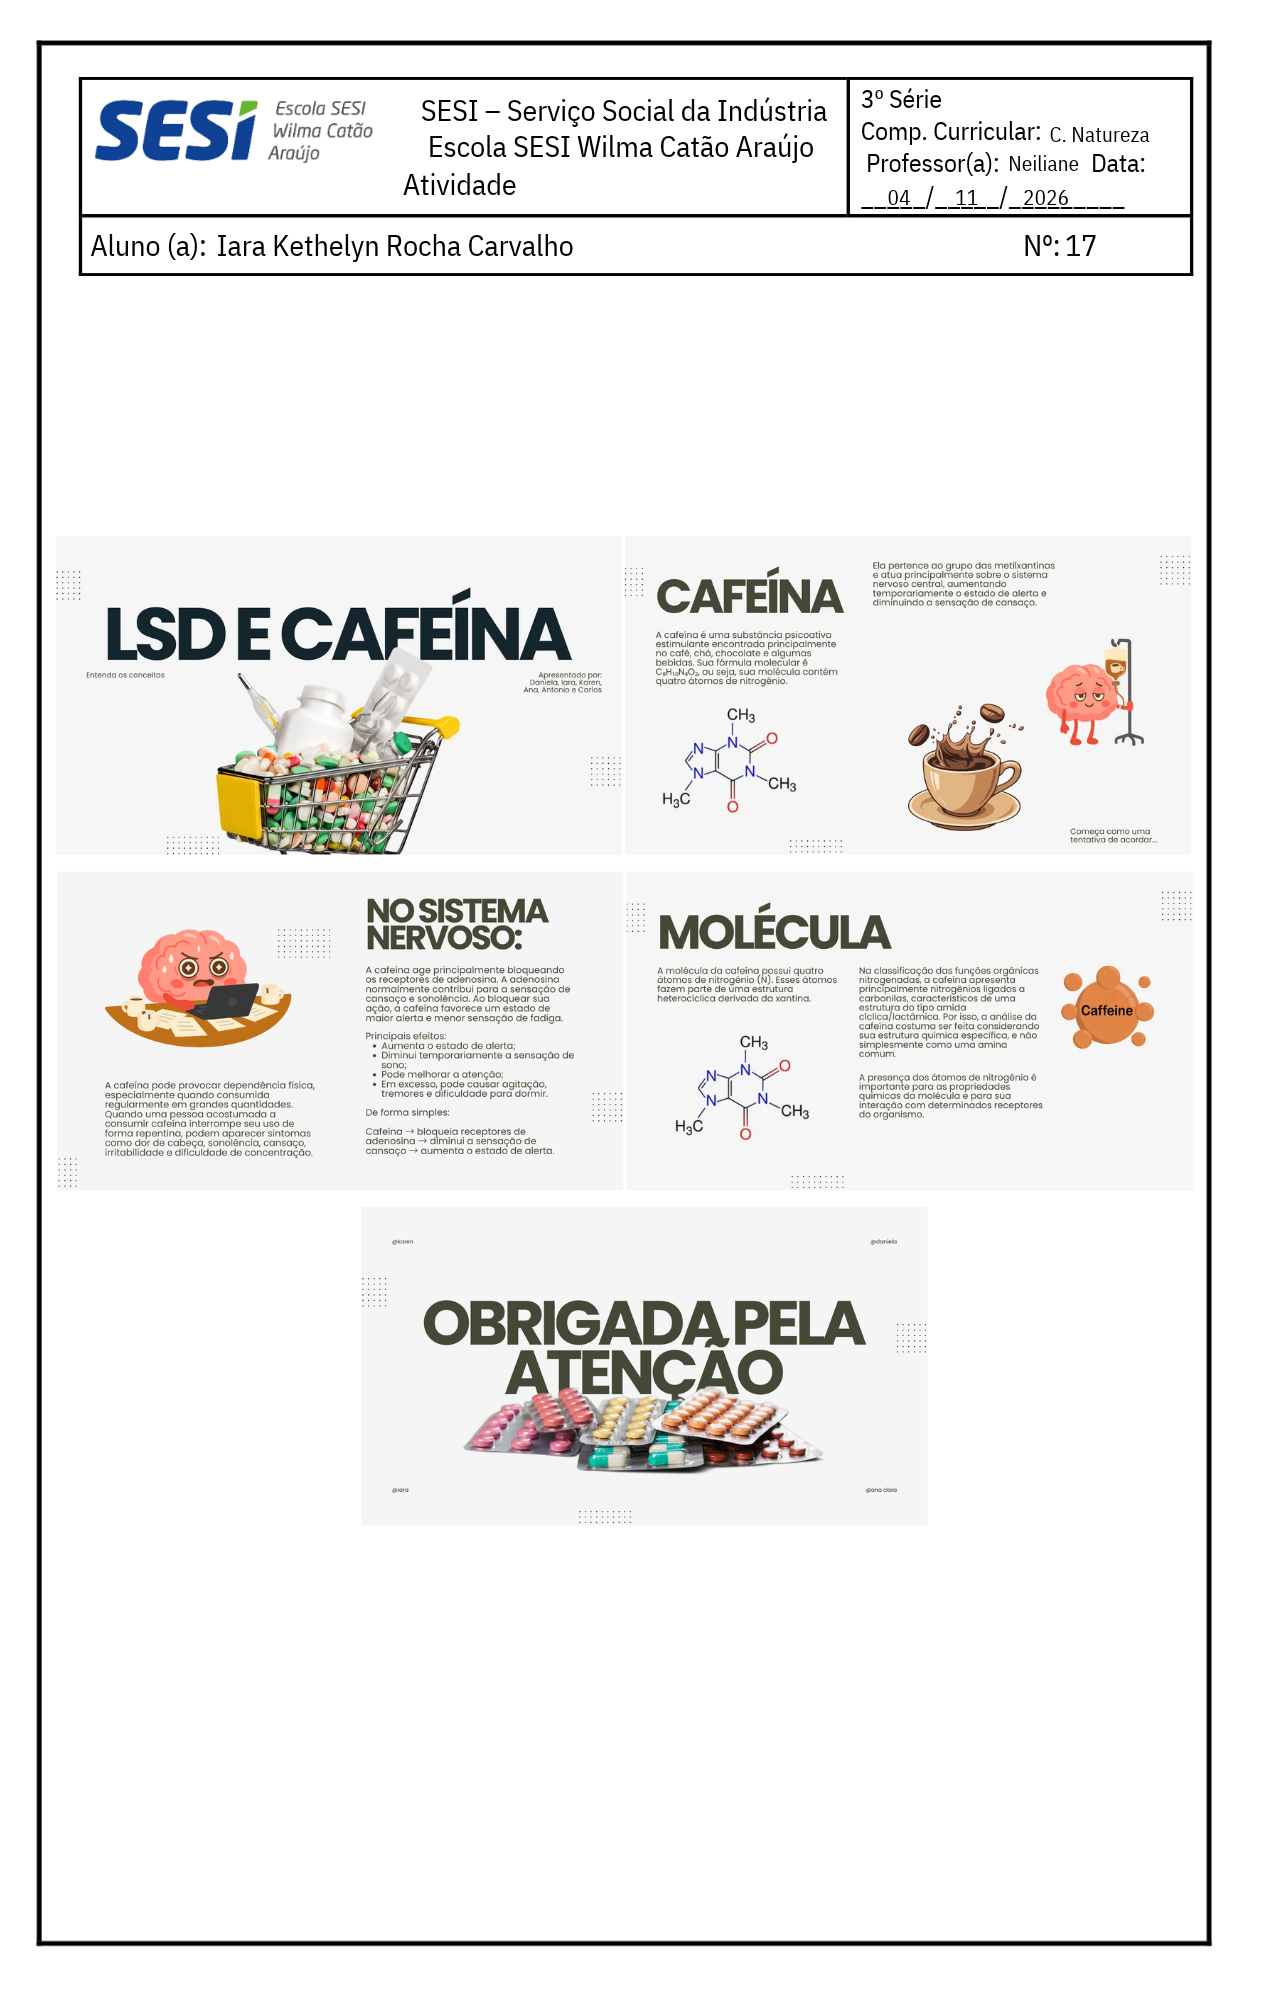 SESI
Escola SESI
Wilma Catão
Araújo
SESI – Serviço Social da Indústria
Escola SESI Wilma Catão Araújo
Atividade
3º Série
Comp. Curricular: C. Natureza
Professor(a): Neiliane Data:
__04_/__11__/_2026____
Aluno (a): Iara Kethelyn Rocha Carvalho Nº: 17
LSD E CAFEÍNA
Entenda os conceitos
Apresentado por:
Daniela, Iara, Karen,
Ana, Antonio e Carlos
CAFEÍNA
A cafeína é uma substância psicoativa
estimulante encontrada principalmente
no café, chá, chocolate e algumas
bebidas. Sua fórmula molecular é
C₈H₁₀N₄O₂, ou seja, sua molécula contém
quatro átomos de nitrogênio.
Ela pertence ao grupo das metilxantinas
e atua principalmente sobre o sistema
nervoso central, aumentando
temporariamente o estado de alerta e
diminuindo a sensação de cansaço.
CH₃
N
N
O
N
N
CH₃
H₃C
O
Começa como uma
tentativa de acordar...
A cafeína pode provocar dependência física,
especialmente quando consumida
regularmente em grandes quantidades.
Quando uma pessoa acostumada a
consumir cafeína interrompe seu uso de
forma repentina, podem aparecer sintomas
como dor de cabeça, sonolência, cansaço,
irritabilidade e dificuldade de concentração.
NO SISTEMA
NERVOSO:
A cafeína age principalmente bloqueando
os receptores de adenosina. A adenosina
normalmente contribui para a sensação de
cansaço e sonolência. Ao bloquear sua
ação, a cafeína favorece um estado de
maior alerta e menor sensação de fadiga.
Principais efeitos:
• Aumenta o estado de alerta;
• Diminui temporariamente a sensação de
sono;
• Pode melhorar a atenção;
• Em excesso, pode causar agitação,
tremores e dificuldade para dormir.
De forma simples:
Cafeína → bloqueia receptores de
adenosina → diminui a sensação de
cansaço → aumenta o estado de alerta.
MOLÉCULA
A molécula da cafeína possui quatro
átomos de nitrogênio (N). Esses átomos
fazem parte de uma estrutura
heterocíclica derivada da xantina.
CH₃
N
N
O
N
N
CH₃
H₃C
O
Na classificação das funções orgânicas
nitrogenadas, a cafeína apresenta
principalmente nitrogênios ligados a
carbonilas, característicos de uma
estrutura do tipo amida
cíclica/lactâmica. Por isso, a análise da
cafeína costuma ser feita considerando
sua estrutura química específica, e não
simplesmente como uma amina
comum.
A presença dos átomos de nitrogênio é
importante para as propriedades
químicas da molécula e para sua
interação com determinados receptores
do organismo.
Caffeine
@karen
@daniela
OBRIGADA PELA
ATENÇÃO
@iara
@ana clara